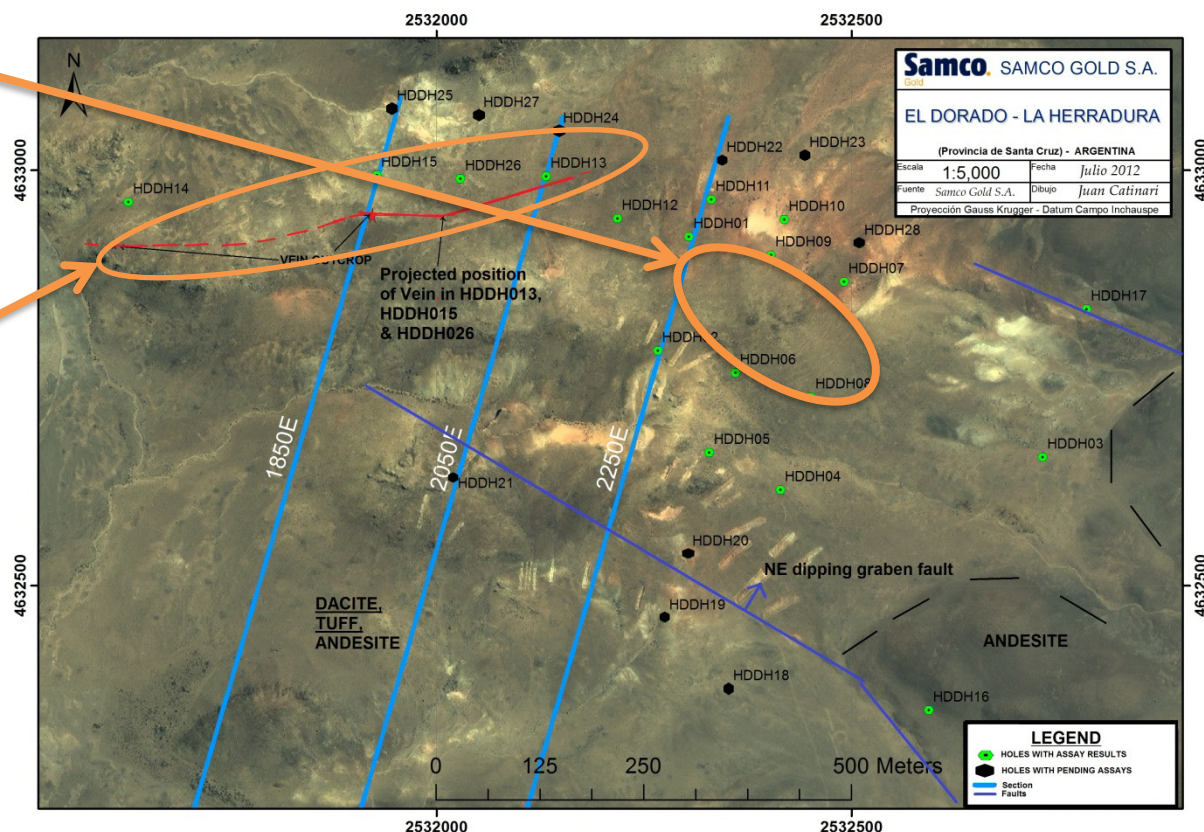 2532000
2532500
N
Samco. SAMCO GOLD S.A.
Gold
EL DORADO - LA HERRADURA
(Provincia de Santa Cruz) - ARGENTINA
Escala 1:5,000 Fecha Julio 2012
Fuente Samco Gold S.A. Dibujo Juan Catinari
Proyección Gauss Krugger - Datum Campo Inchauspe
4633000
4633000
HDDH25
HDDH27
HDDH24
HDDH23
HDDH22
HDDH15
HDDH26
HDDH13
HDDH14
HDDH11
HDDH12
HDDH10
HDDH01
HDDH28
HDDH09
VEIN OUTCROP
Projected position
of Vein in HDDH013,
HDDH015
& HDDH026
HDDH07
HDDH17
HDDH06
HDDH08
1850E
2050E
2250E
HDDH05
HDDH03
HDDH21
HDDH04
HDDH20
NE dipping graben fault
4632500
4632500
HDDH19
DACITE,
TUFF,
ANDESITE
ANDESITE
HDDH18
HDDH16
LEGEND
HOLES WITH ASSAY RESULTS
HOLES WITH PENDING ASSAYS
Section
Faults
0 125 250 500 Meters
2532000
2532500